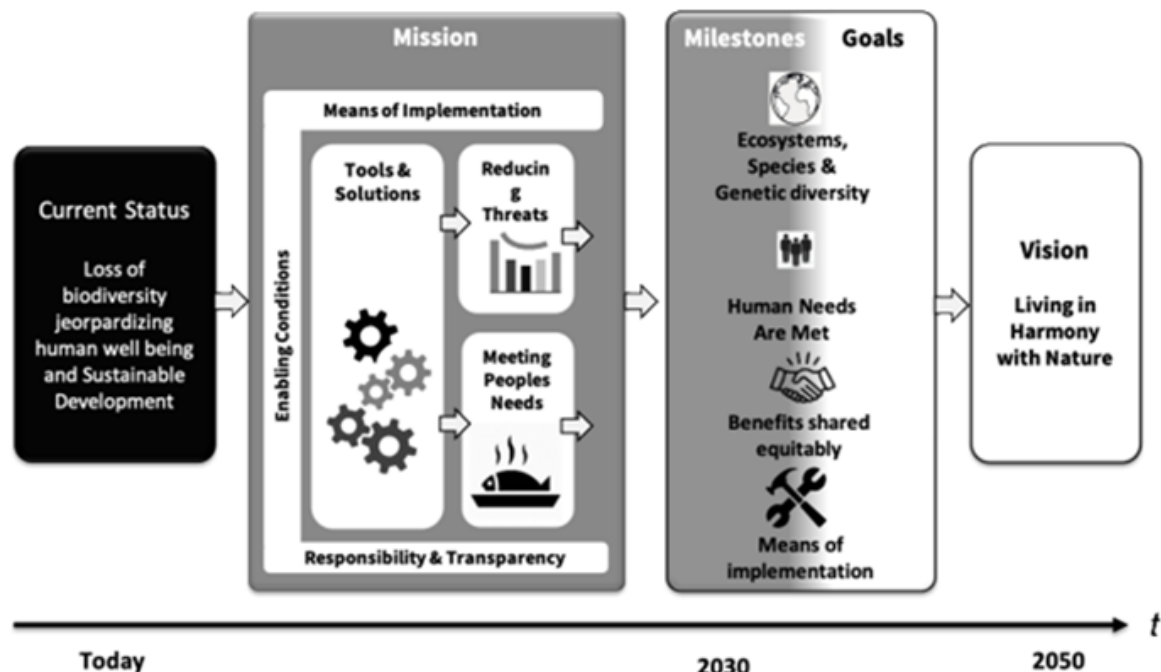 Current Status
Loss of
biodiversity
jeorpardizing
human well being
and Sustainable
Development
Mission
Means of Implementation
Enabling Conditions
Tools &
Solutions
Reducin
g
Threats
Meeting
Peoples
Needs
Responsibility & Transparency
Milestones Goals
Ecosystems,
Species &
Genetic diversity
Human Needs
Are Met
Benefits shared
equitably
Means of
implementation
Vision
Living in
Harmony
with Nature
t
Today
2030
2050